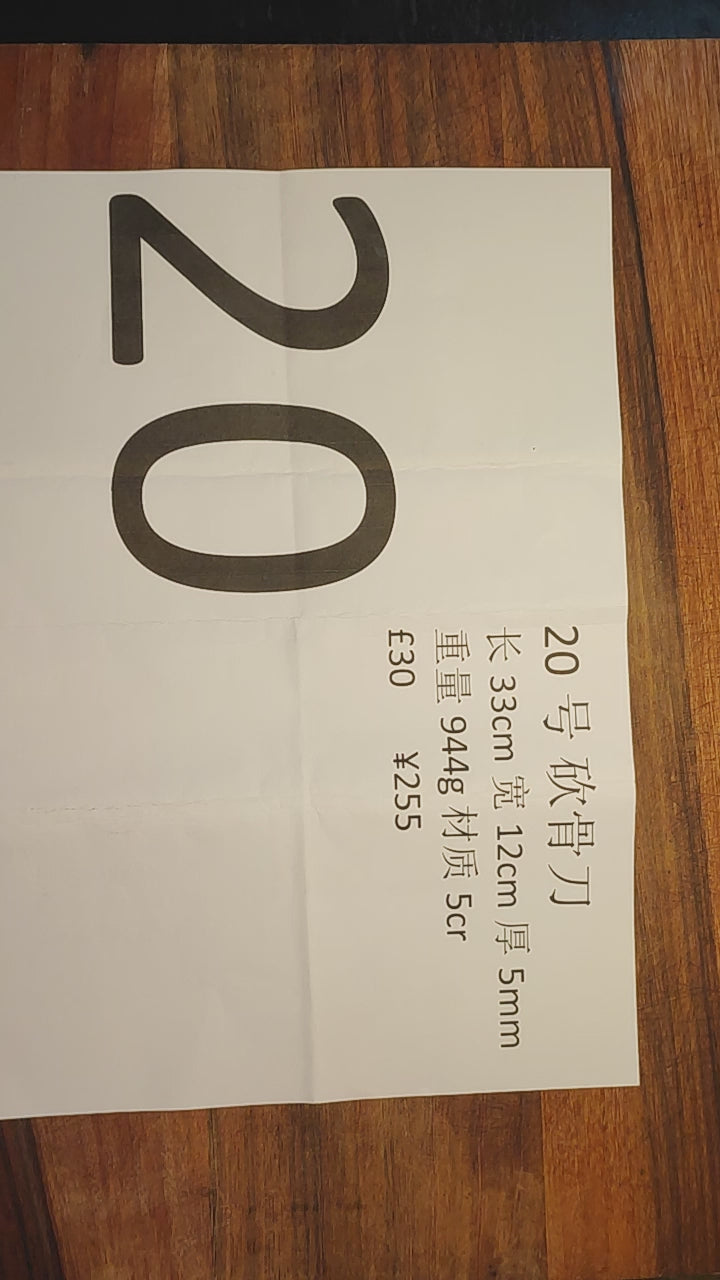 20
20 号 砍骨刀
长 33cm 宽 12cm 厚 5mm
重量 944g 材质 5cr
£30 ¥255